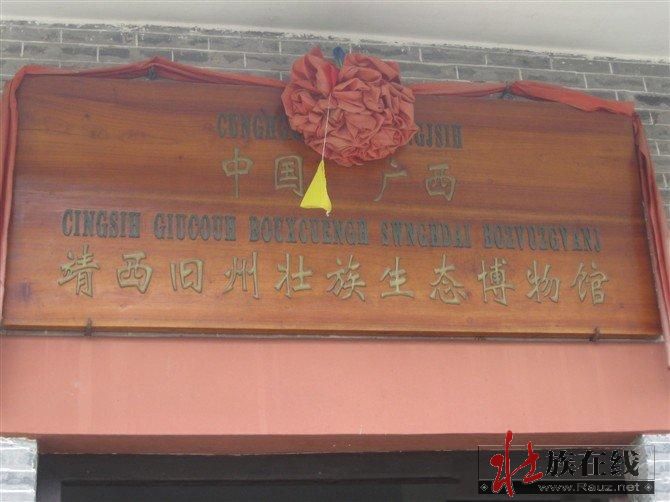 中国 广西
CINGSIH GIUCOUH BOUXCUENGH SWNGHDAI BOZVUZGVANJ
靖西旧州壮族生态博物馆
壮族在线
www.Rauz.net